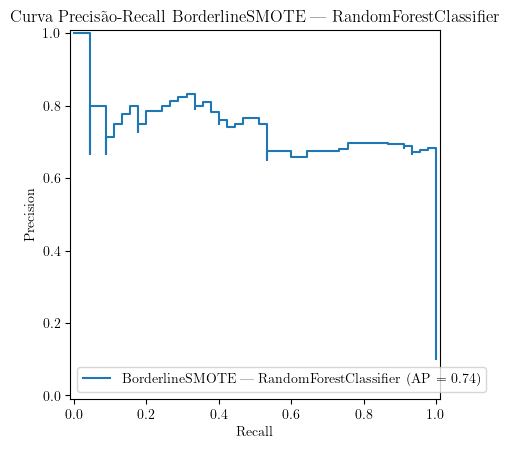 Curva Precisão-Recall BorderlineSMOTE — RandomForestClassifier
1.0
0.8
0.6
0.4
0.2
0.0
Precision
BorderlineSMOTE — RandomForestClassifier (AP = 0.74)
0.0 0.2 0.4 0.6 0.8 1.0
Recall